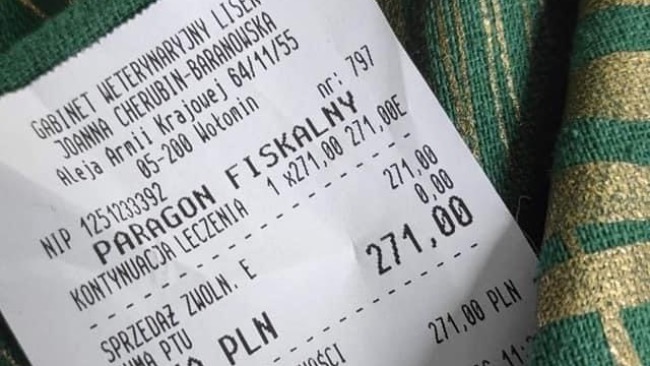 GABINET WETERYNARYJNY LISEK
JOANNA CHERUBIN-BARANOWSKA
Aleja Armii Krajowej 64/11/55
05-200 Wołomin
NIP 1251233392 nr: 797
PARAGON FISKALNY
KONTYNUACJA LECZENIA 1 x271,00 271,00E
SPRZEDAŻ ZWOLN. E 271,00
PTU 0,00
PLN 271,00
271,00 PLN